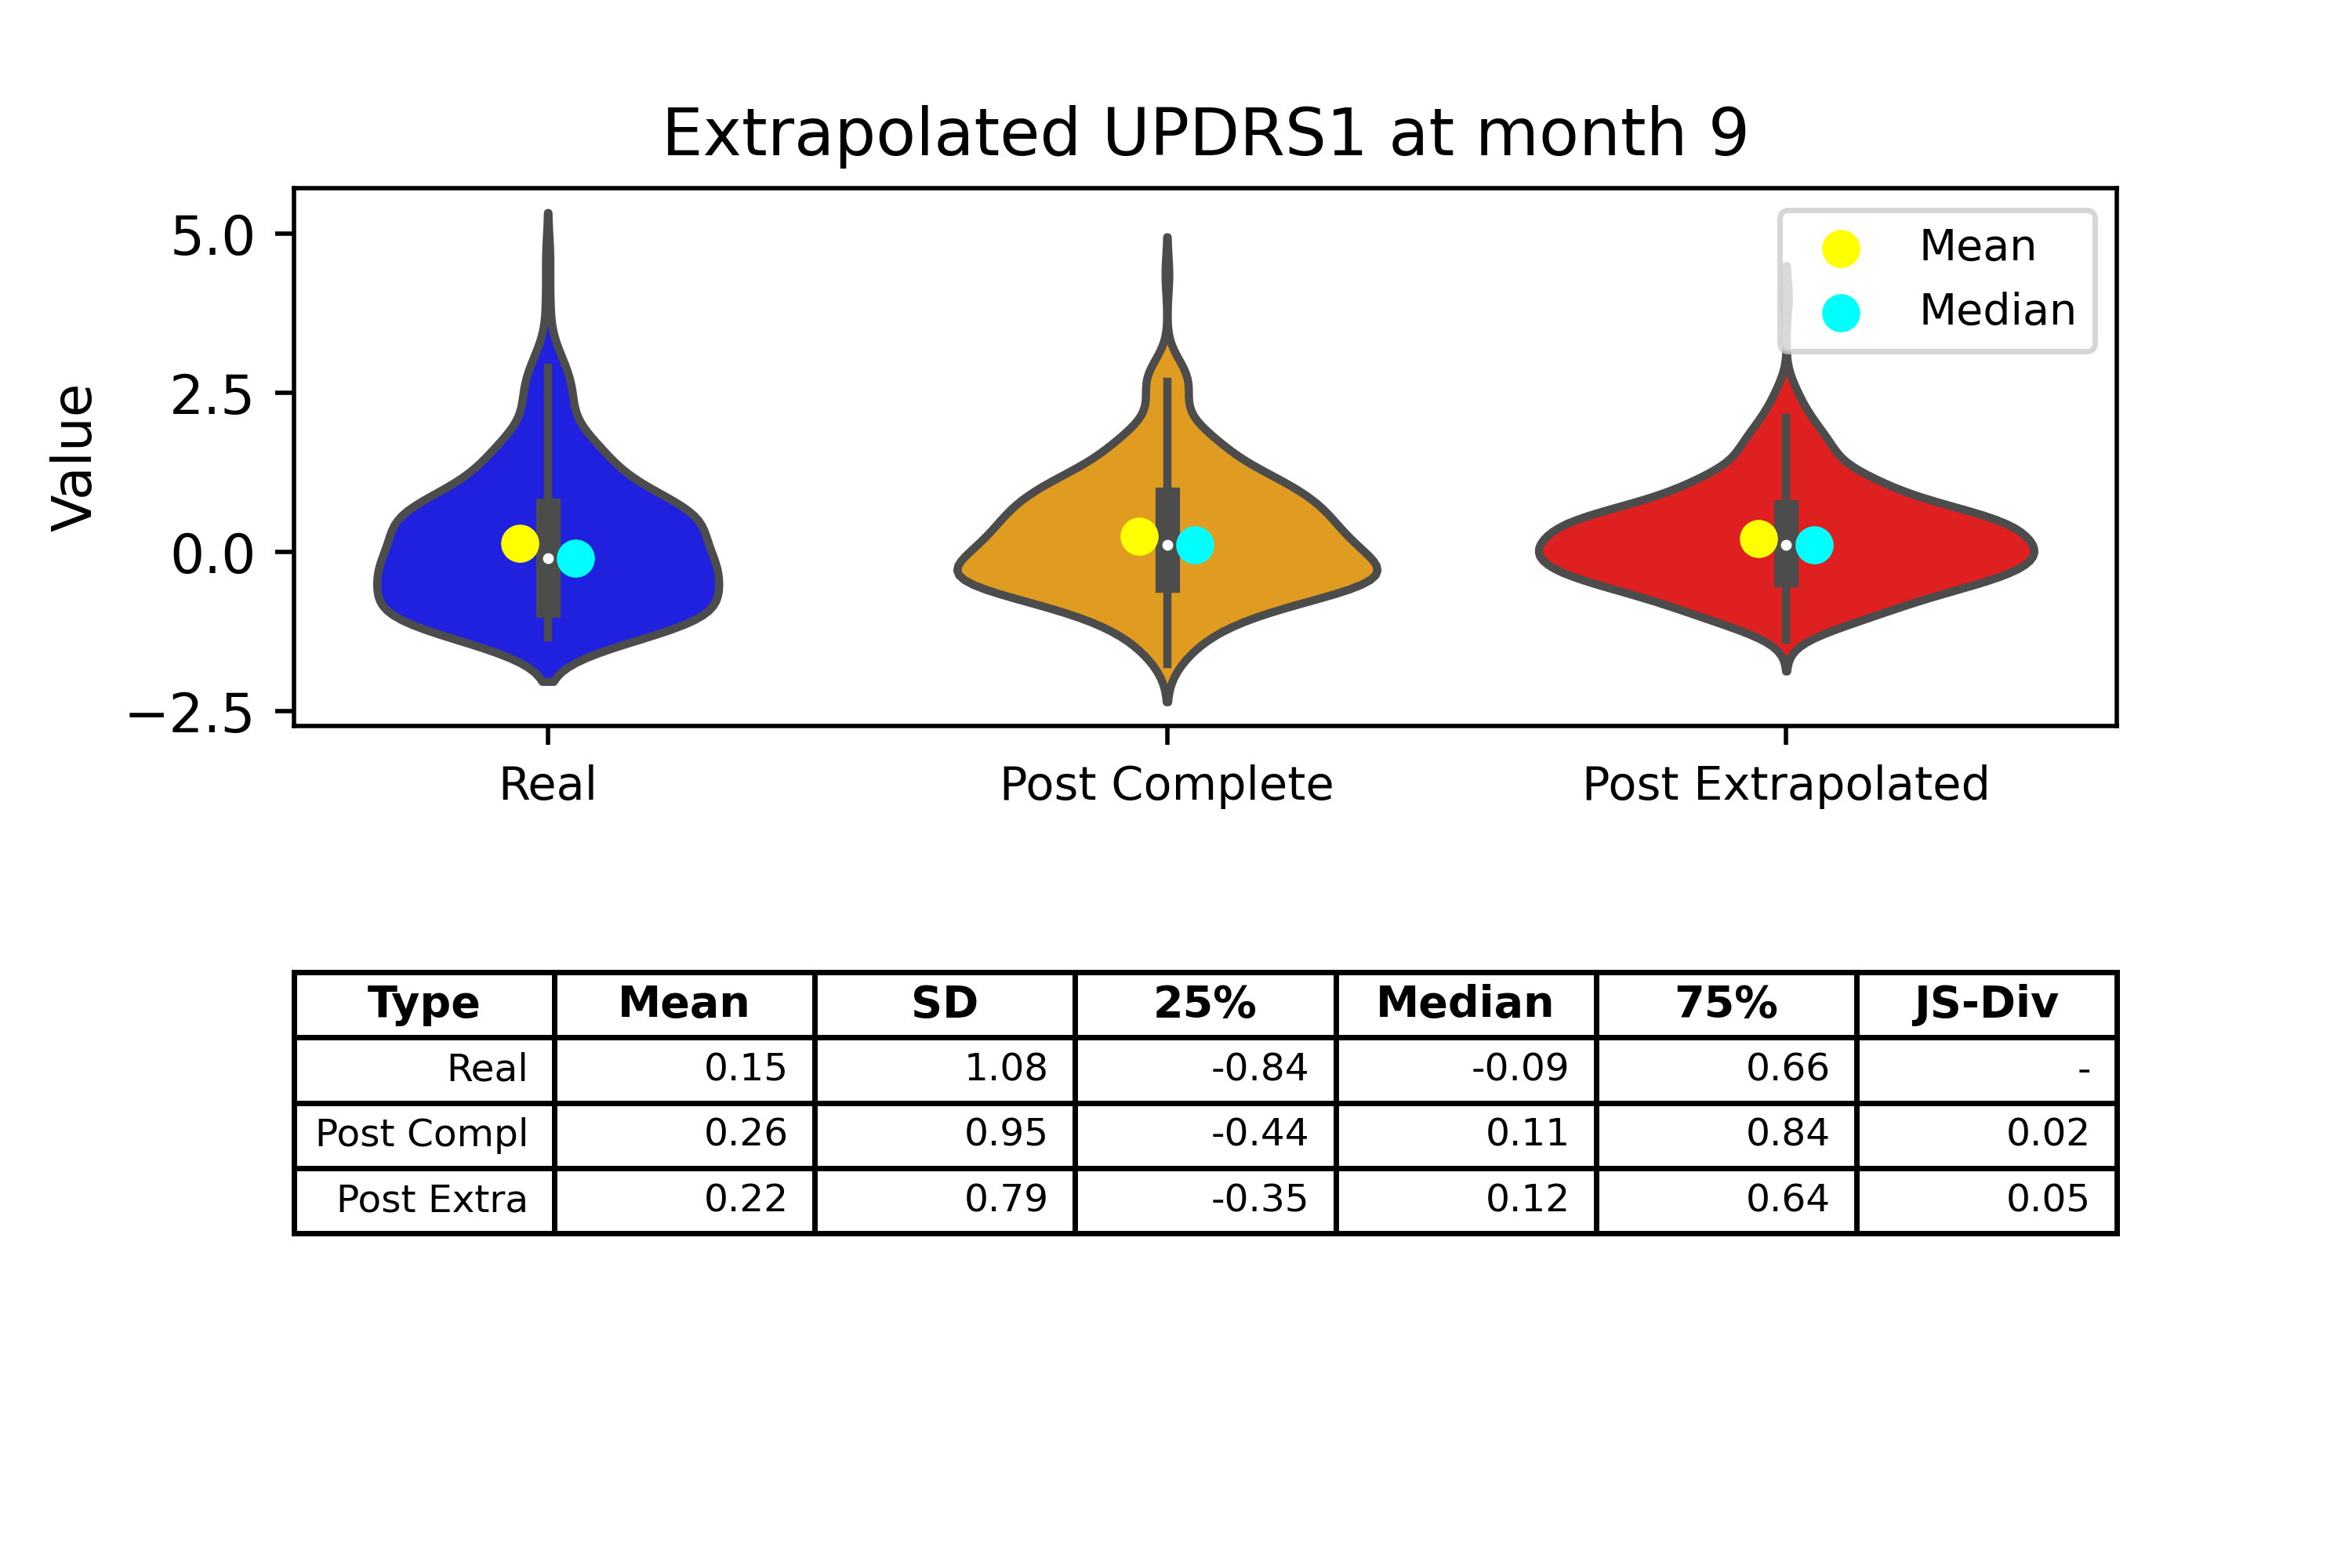 Extrapolated UPDRS1 at month 9
Value
5.0
2.5
0.0
−2.5
Mean
Median
Real Post Complete Post Extrapolated
Type Mean SD 25% Median 75% JS-Div
Real 0.15 1.08 -0.84 -0.09 0.66 -
Post Compl 0.26 0.95 -0.44 0.11 0.84 0.02
Post Extra 0.22 0.79 -0.35 0.12 0.64 0.05